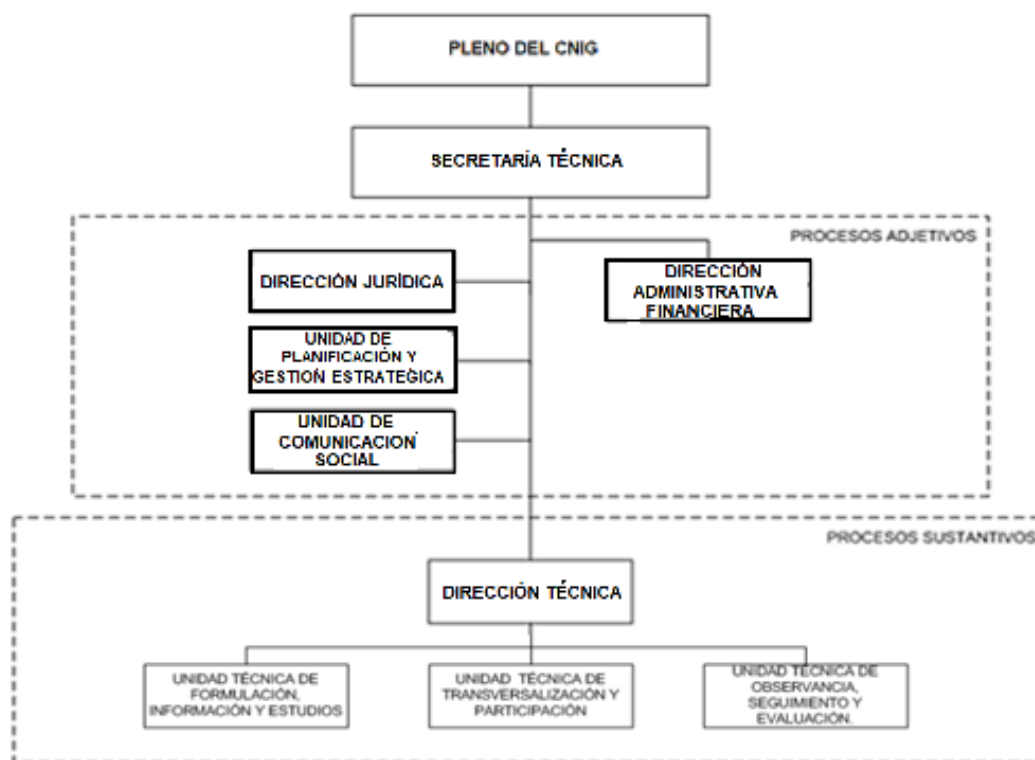 PLENO DEL CNIG
SECRETARÍA TÉCNICA
PROCESOS ADJETIVOS
DIRECCIÓN JURÍDICA
DIRECCIÓN
ADMINISTRATIVA
FINANCIERA
UNIDAD DE
PLANIFICACIÓN Y
GESTIÓN ESTRATEGICA
UNIDAD DE
COMUNICACION
SOCIAL
PROCESOS SUSTANTIVOS
DIRECCIÓN TÉCNICA
UNIDAD TÉCNICA DE
FORMULACIÓN,
INFORMACIÓN Y ESTUDIOS
UNIDAD TÉCNICA DE
TRANSVERSALIZACIÓN Y
PARTICIPACIÓN
UNIDAD TÉCNICA DE
OBSERVANCIA,
SEGUIMIENTO Y
EVALUACIÓN.